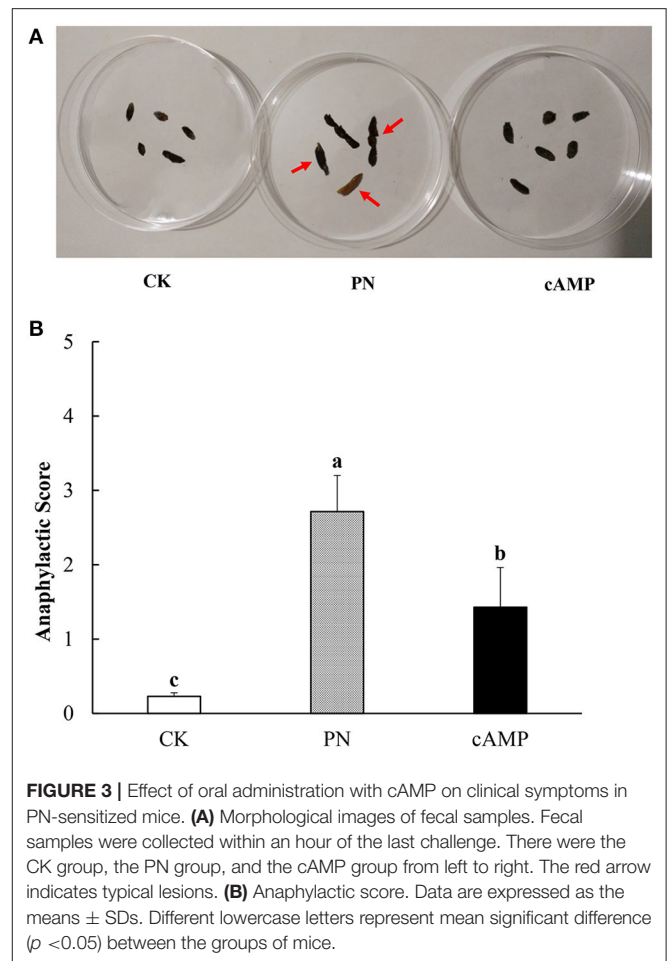 A
CK PN cAMP
B
5
4
3
2
1
0
Anaphylactic Score
c
a
b
CK PN cAMP
FIGURE 3 | Effect of oral administration with cAMP on clinical symptoms in
PN-sensitized mice. (A) Morphological images of fecal samples. Fecal
samples were collected within an hour of the last challenge. There were the
CK group, the PN group, and the cAMP group from left to right. The red arrow
indicates typical lesions. (B) Anaphylactic score. Data are expressed as the
means ± SDs. Different lowercase letters represent mean significant difference
(p <0.05) between the groups of mice.